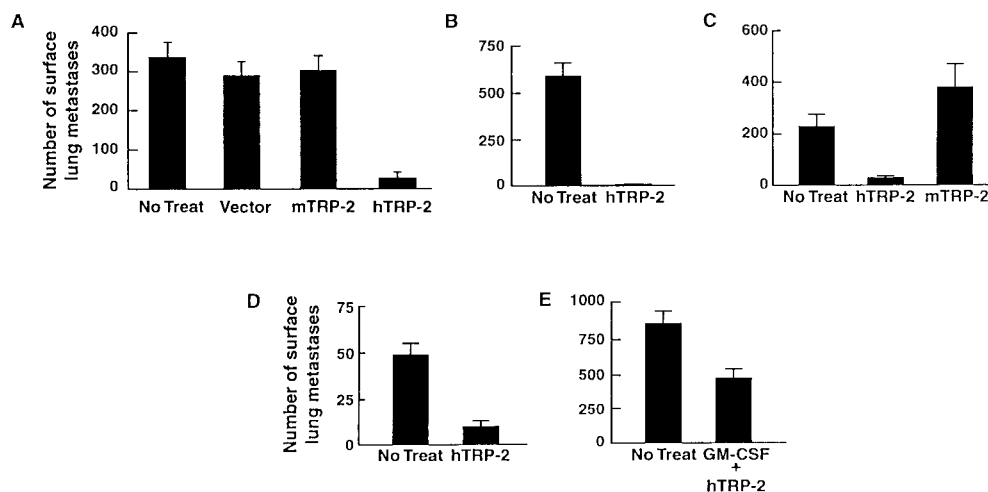 A
Number of surface
lung metastases
400
300
200
100
0
No Treat Vector mTRP-2 hTRP-2
B
750
500
250
0
No Treat hTRP-2
C
600
400
200
0
No Treat hTRP-2 mTRP-2
D
Number of surface
lung metastases
75
50
25
0
No Treat hTRP-2
E
1000
750
500
250
0
No Treat GM-CSF
+
hTRP-2